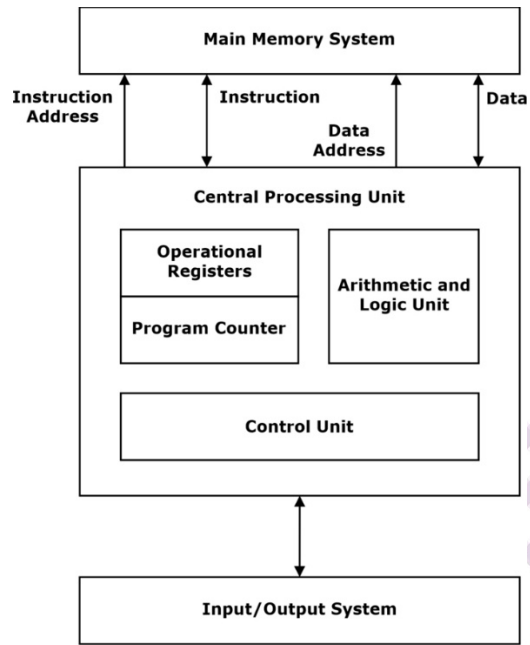 Main Memory System
Instruction
Address
Instruction
Data
Address
Data
Central Processing Unit
Operational
Registers
Program Counter
Arithmetic and
Logic Unit
Control Unit
Input/Output System